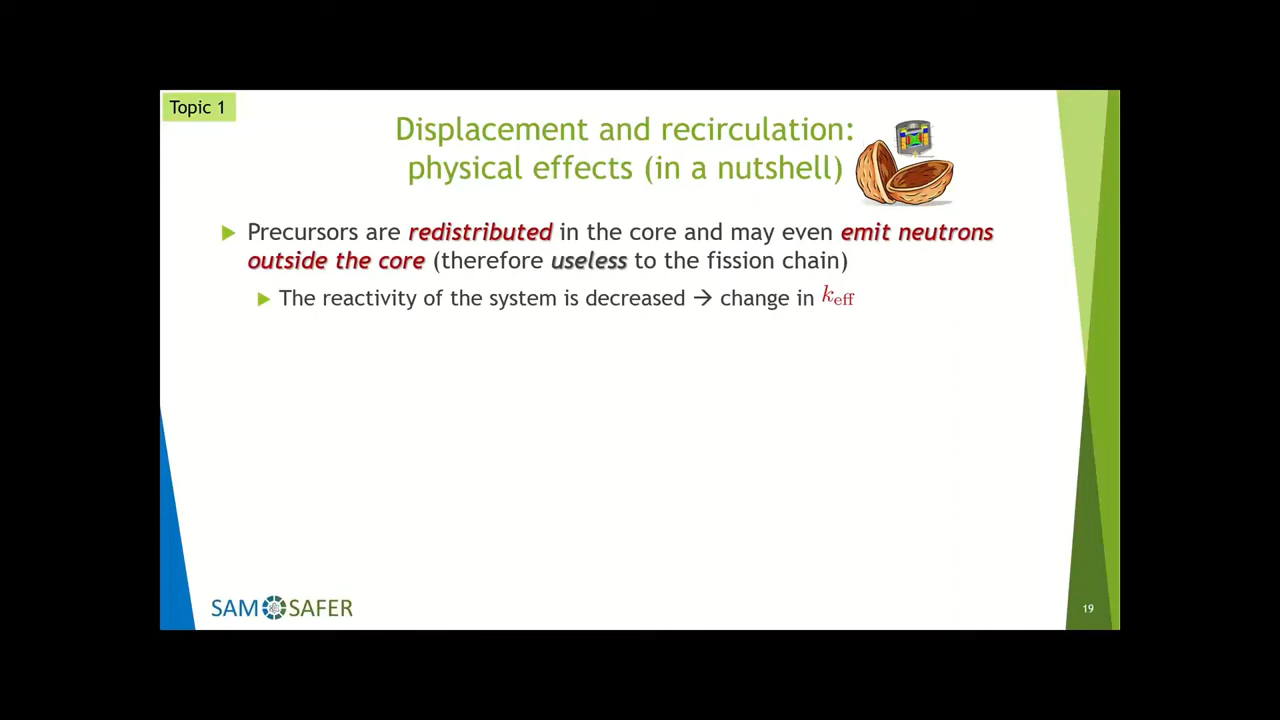 Topic 1
Displacement and recirculation:
physical effects (in a nutshell)
Precursors are redistributed in the core and may even emit neutrons
outside the core (therefore useless to the fission chain)
The reactivity of the system is decreased → change in k_eff
SAM SAFER
19